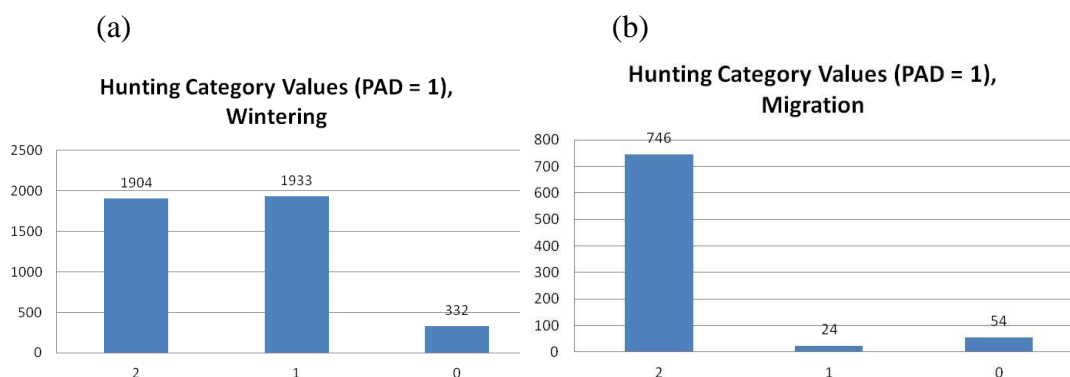 (a)
Hunting Category Values (PAD = 1),
Wintering
2500
2000
1500
1000
500
0
1904
1933
332
2 1 0
(b)
Hunting Category Values (PAD = 1),
Migration
800
700
600
500
400
300
200
100
0
746
24
54
2 1 0